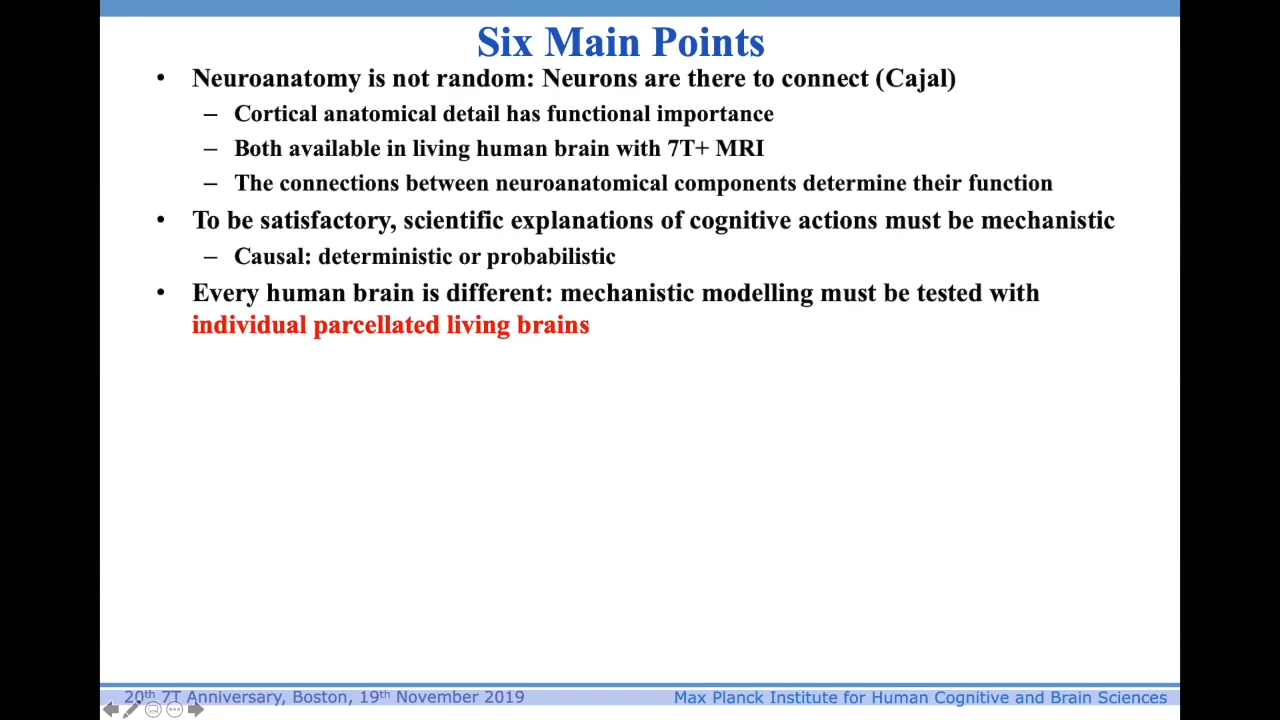 Six Main Points
• Neuroanatomy is not random: Neurons are there to connect (Cajal)
– Cortical anatomical detail has functional importance
– Both available in living human brain with 7T+ MRI
– The connections between neuroanatomical components determine their function
• To be satisfactory, scientific explanations of cognitive actions must be mechanistic
– Causal: deterministic or probabilistic
• Every human brain is different: mechanistic modelling must be tested with
individual parcellated living brains
20th 7T Anniversary, Boston, 19th November 2019
Max Planck Institute for Human Cognitive and Brain Sciences